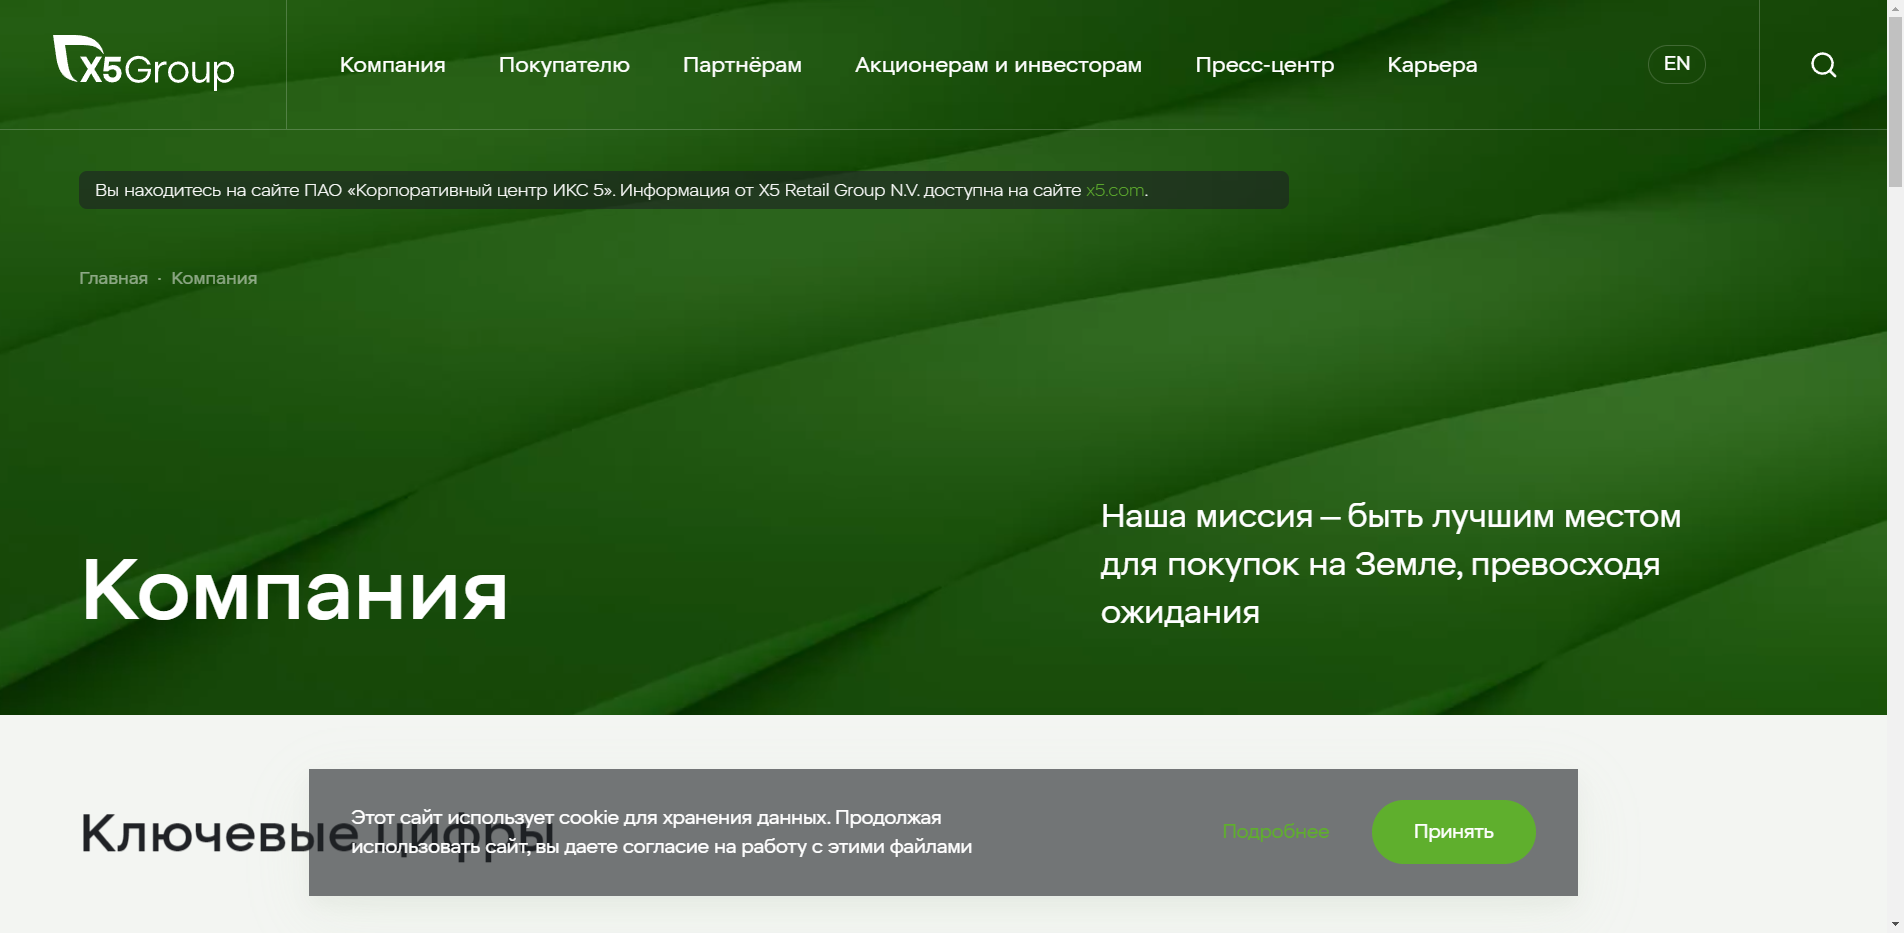 X5Group
Компания
Покупателю
Партнёрам
Акционерам и инвесторам
Пресс-центр
Карьера
EN
Вы находитесь на сайте ПАО «Корпоративный центр ИКС 5». Информация от X5 Retail Group N.V. доступна на сайте x5.com.
Главная · Компания
Компания
Наша миссия — быть лучшим местом
для покупок на Земле, превосходя
ожидания
Ключевые цифры
Этот сайт использует cookie для хранения данных. Продолжая
использовать сайт, вы даете согласие на работу с этими файлами
Подробнее
Принять